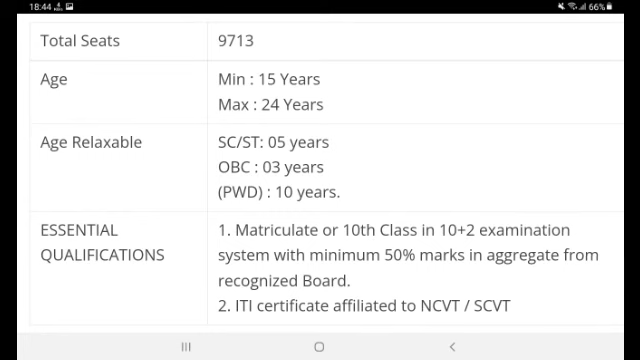 18:44 66%
Total Seats 9713
Age Min : 15 Years
Max : 24 Years
Age Relaxable SC/ST: 05 years
OBC : 03 years
(PWD) : 10 years.
ESSENTIAL 1. Matriculate or 10th Class in 10+2 examination
QUALIFICATIONS system with minimum 50% marks in aggregate from
recognized Board.
2. ITI certificate affiliated to NCVT / SCVT